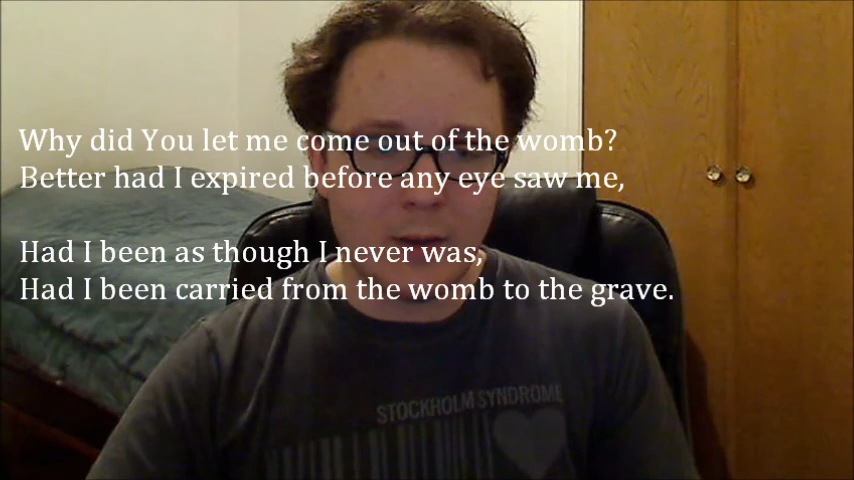 Why did You let me come out of the womb?
Better had I expired before any eye saw me,
Had I been as though I never was;
Had I been carried from the womb to the grave.
STOCKHOLM SYNDROME